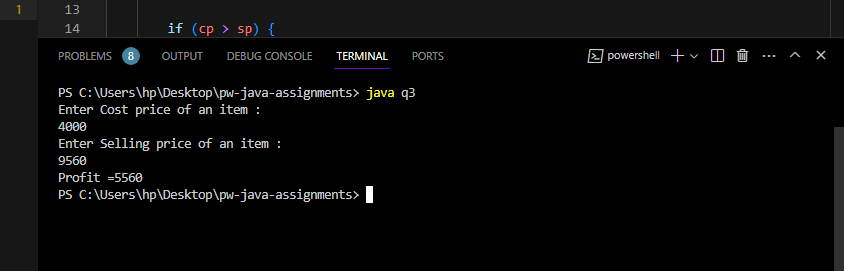 1
13
14 if (cp > sp) {
PROBLEMS 8 OUTPUT DEBUG CONSOLE TERMINAL PORTS powershell
PS C:\Users\hp\Desktop\pw-java-assignments> java q3
Enter Cost price of an item :
4000
Enter Selling price of an item :
9560
Profit =5560
PS C:\Users\hp\Desktop\pw-java-assignments>